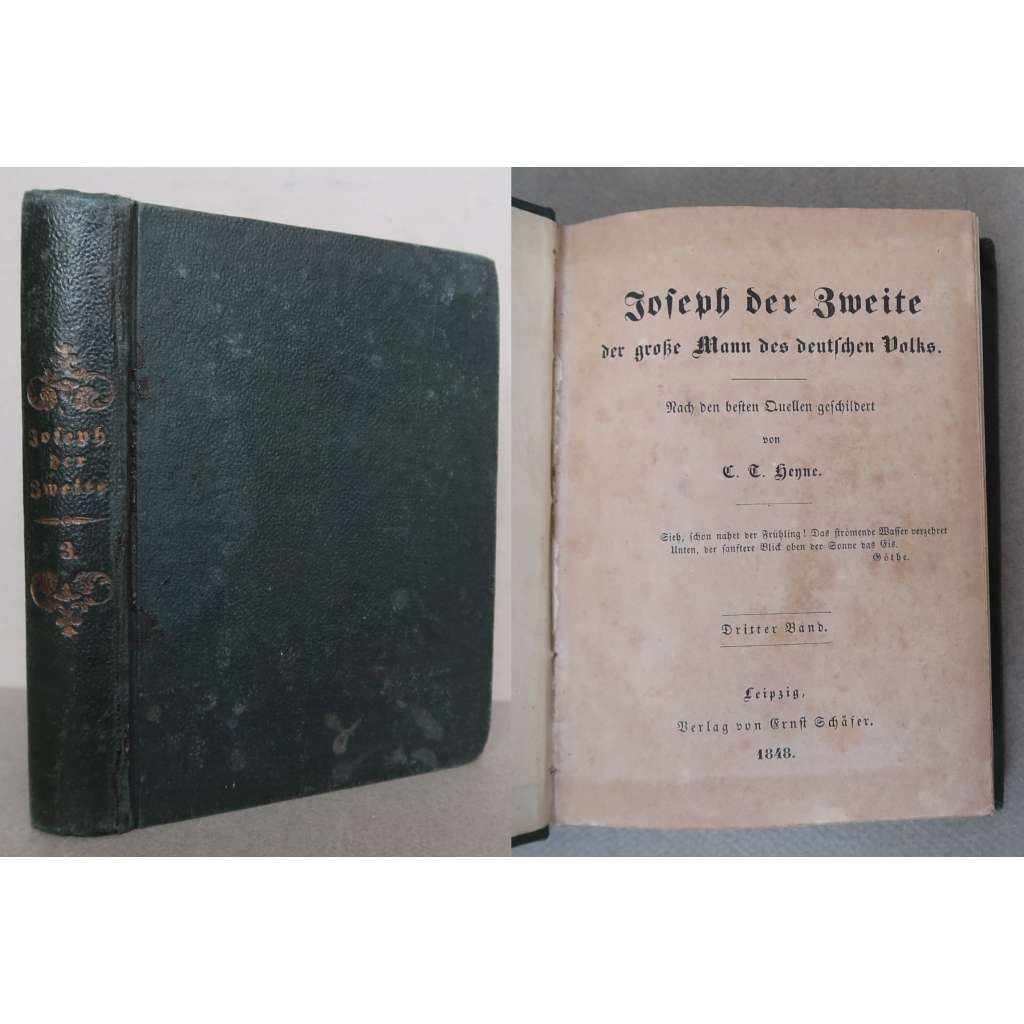 Joseph
der
Zweite
3.
Joseph der Zweite
der große Mann des deutschen Volks.
Nach den besten Quellen geschildert
von
C. T. Heyne.
Sieh, schon nahet der Frühling! Das strömende Wasser verzehret
Unten, der sanftere Blick oben der Sonne das Eis.
Göthe.
Dritter Band.
Leipzig,
Verlag von Ernst Schäfer.
1848.